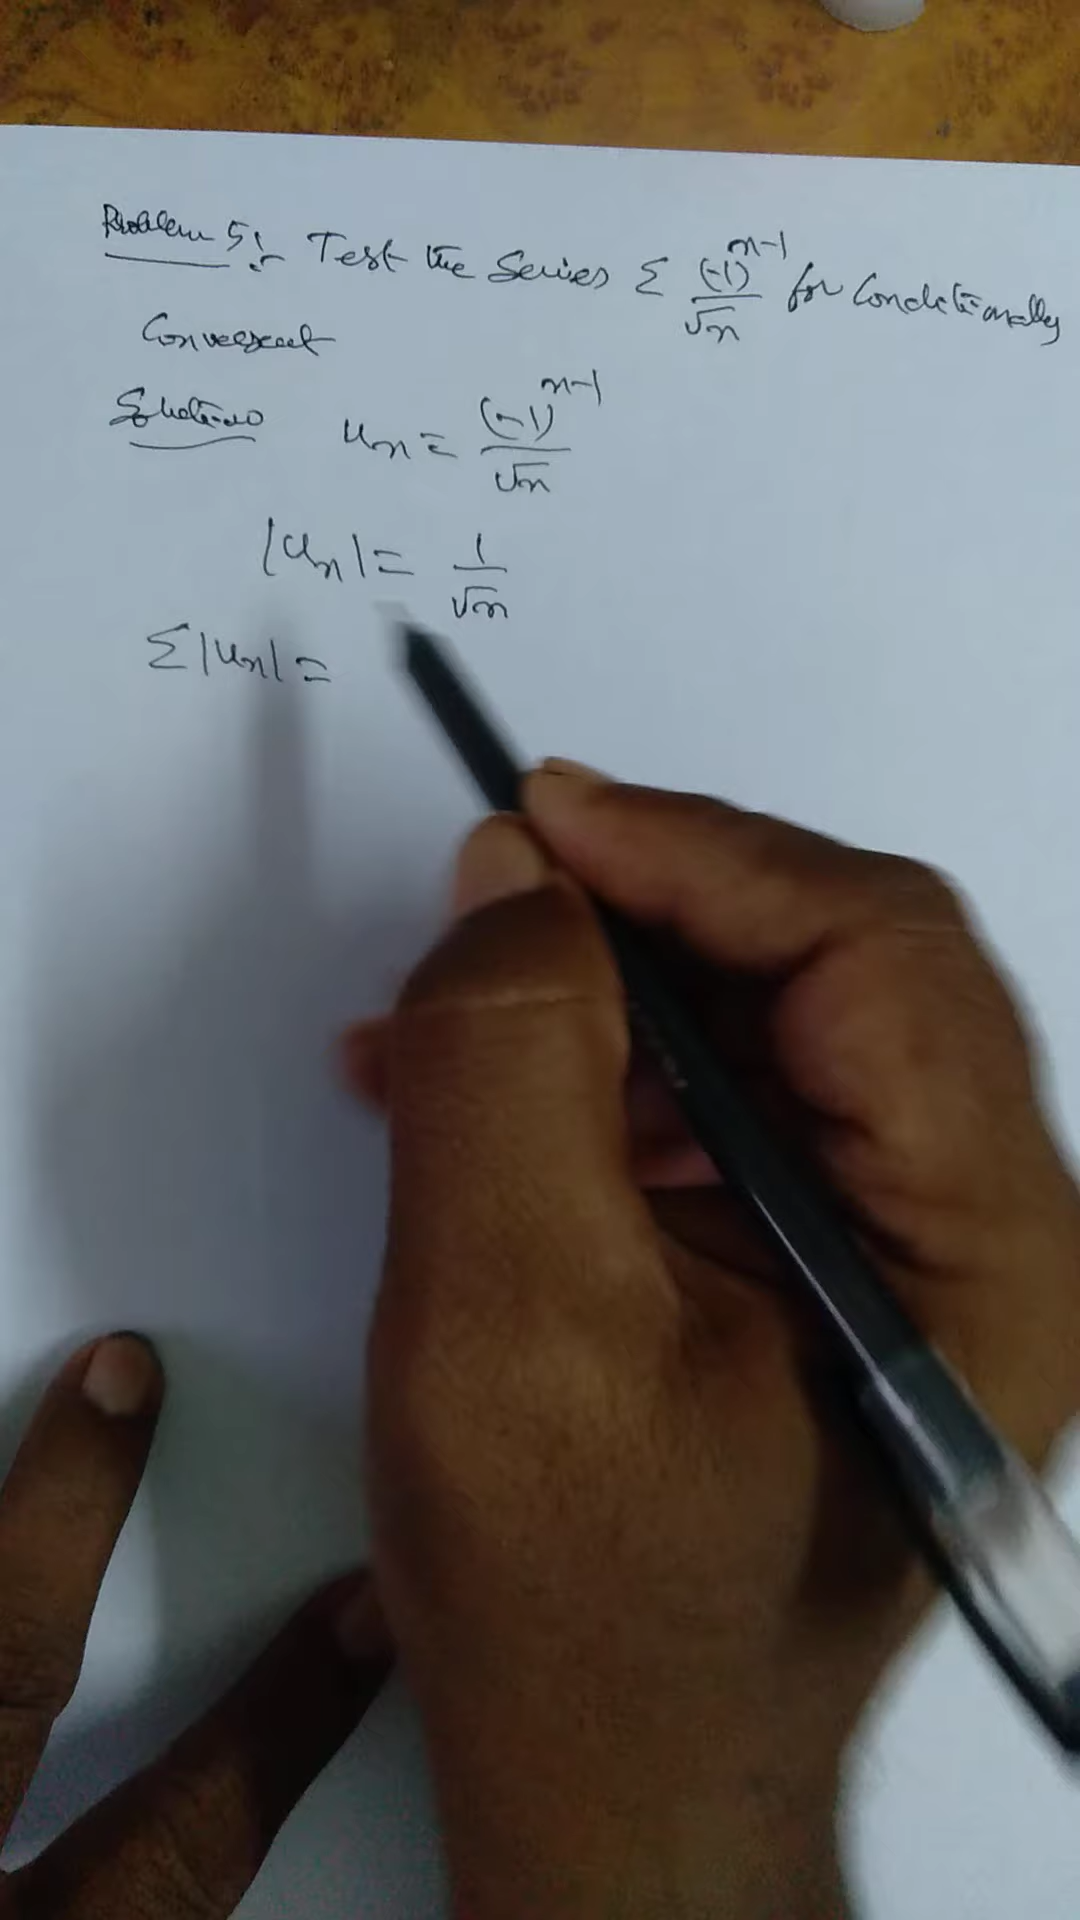 Problem 5:- Test the Series Σ (-1)^{n-1}/√n for Conditionally
Convergent
Solution u_n = (-1)^{n-1}/√n
|u_n| = 1/√n
Σ|u_n| =